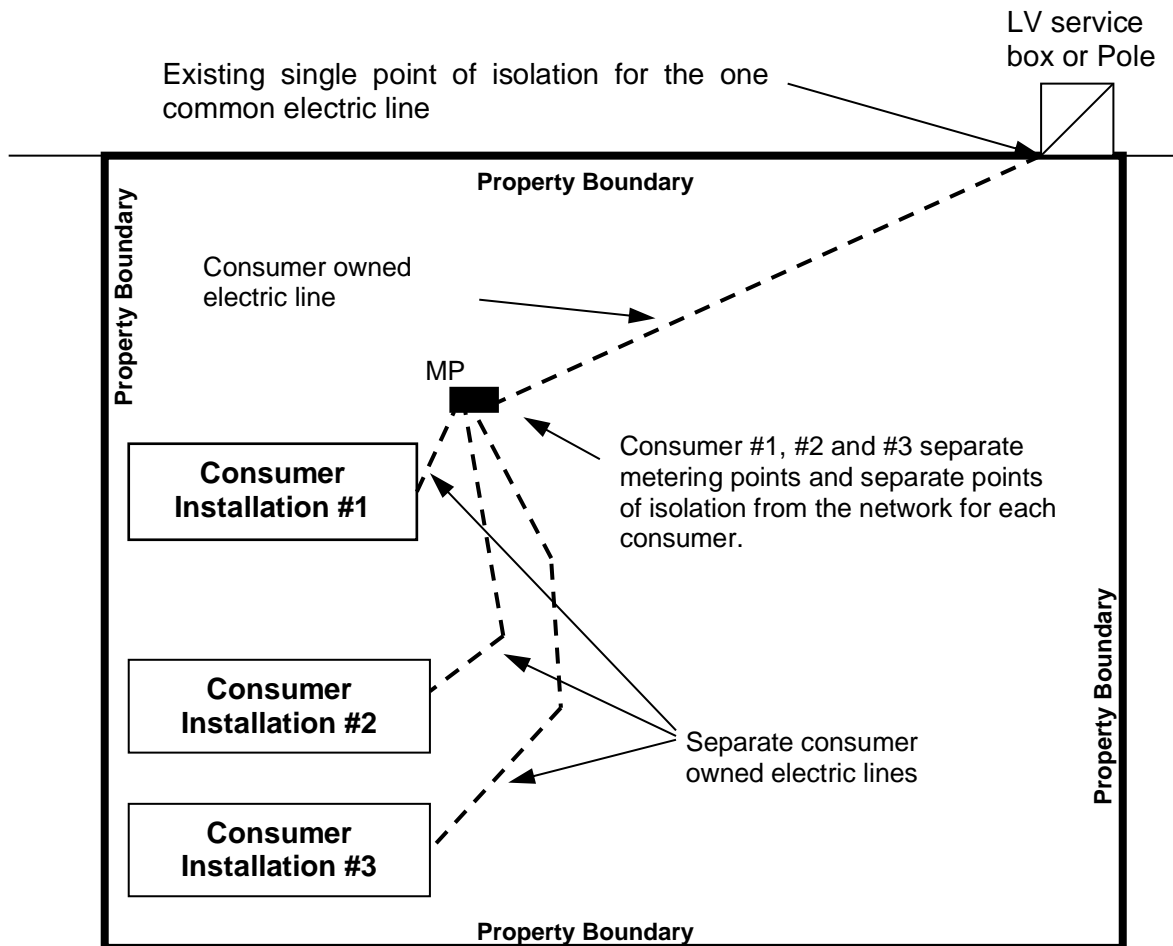 LV service
box or Pole
Existing single point of isolation for the one
common electric line
Property Boundary
Property Boundary
Consumer owned
electric line
MP
Consumer #1, #2 and #3 separate
metering points and separate points
of isolation from the network for each
consumer.
Consumer
Installation #1
Consumer
Installation #2
Property Boundary
Separate consumer
owned electric lines
Consumer
Installation #3
Property Boundary